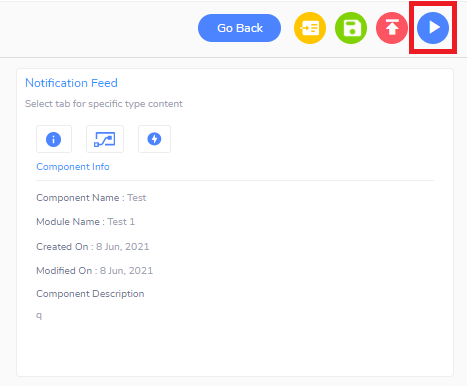 Go Back
Notification Feed
Select tab for specific type content
Component Info
Component Name : Test
Module Name : Test 1
Created On : 8 Jun, 2021
Modified On : 8 Jun, 2021
Component Description
q